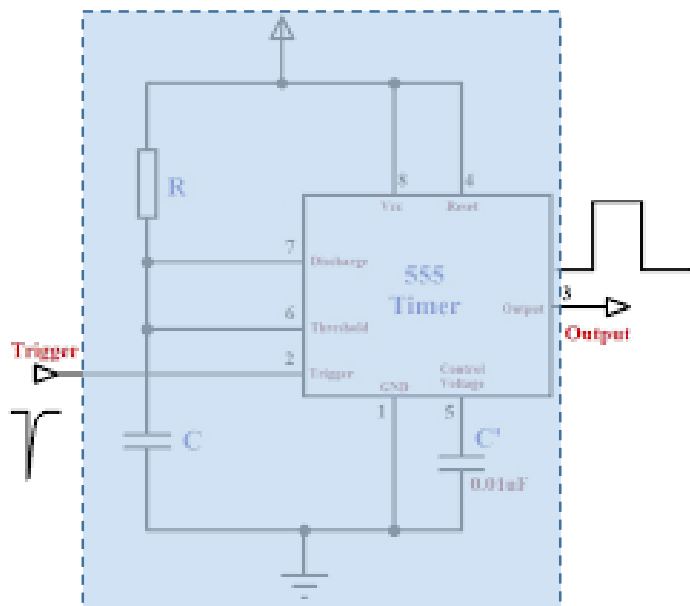 8
4
Vcc
Reset
R
7
Discharge
555
Timer
6
Threshold
3
Output
Output
Trigger
2
Trigger
Control
Voltage
GND
1
5
C
C'
0.01uF